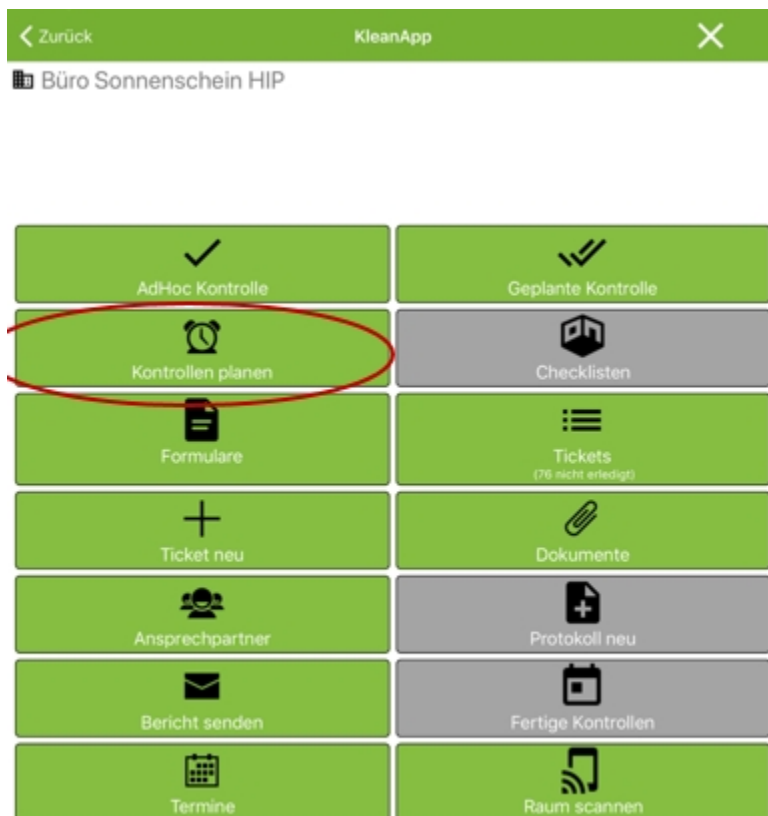 Zurück
KleanApp
Büro Sonnenschein HIP
AdHoc Kontrolle
Geplante Kontrolle
Kontrollen planen
Checklisten
Formulare
Tickets
(76 nicht erledigt)
Ticket neu
Dokumente
Ansprechpartner
Protokoll neu
Bericht senden
Fertige Kontrollen
Termine
Raum scannen